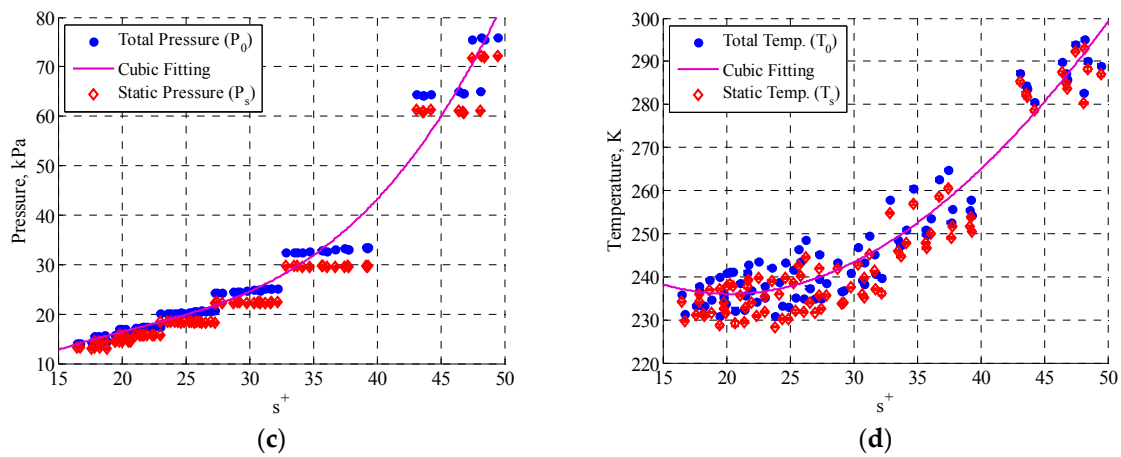 80
70
60
50
40
30
20
10
Pressure, kPa
Total Pressure (P0)
Cubic Fitting
Static Pressure (Ps)
15 20 25 30 35 40 45 50
s+
(c)
300
290
280
270
260
250
240
230
220
Temperature, K
Total Temp. (T0)
Cubic Fitting
Static Temp. (Ts)
15 20 25 30 35 40 45 50
s+
(d)